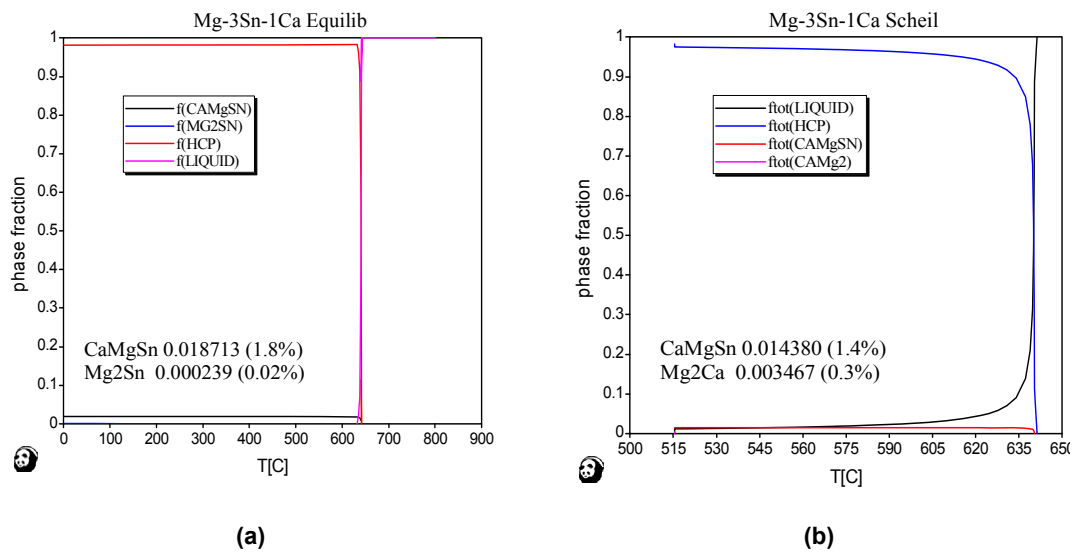 Mg-3Sn-1Ca Equilib
1
0.9
0.8
0.7
0.6
0.5
0.4
0.3
0.2
0.1
0
phase fraction
f(CAMgSN)
f(MG2SN)
f(HCP)
f(LIQUID)
CaMgSn 0.018713 (1.8%)
Mg2Sn 0.000239 (0.02%)
0 100 200 300 400 500 600 700 800 900
T[C]
(a)
Mg-3Sn-1Ca Scheil
1
0.9
0.8
0.7
0.6
0.5
0.4
0.3
0.2
0.1
0
phase fraction
ftot(LIQUID)
ftot(HCP)
ftot(CAMgSN)
ftot(CAMg2)
CaMgSn 0.014380 (1.4%)
Mg2Ca 0.003467 (0.3%)
500 515 530 545 560 575 590 605 620 635 650
T[C]
(b)